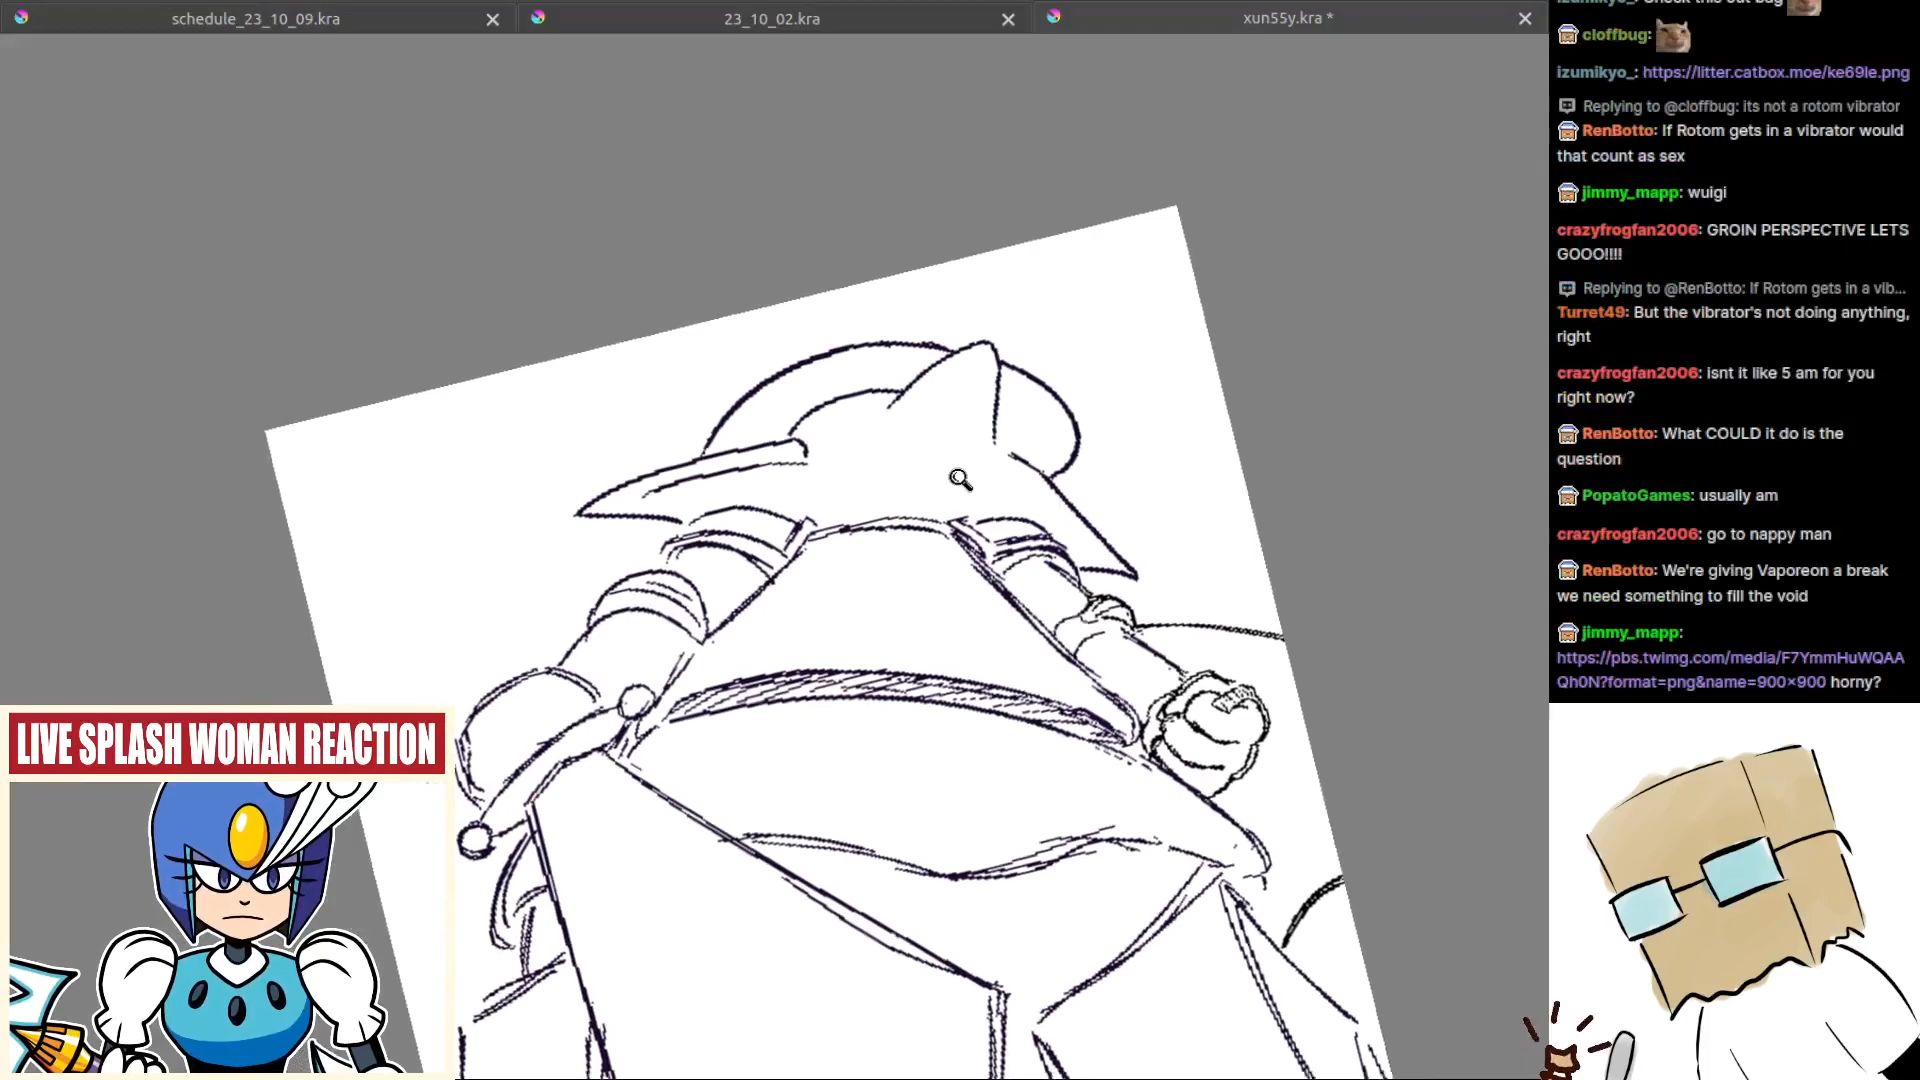 schedule_23_10_09.kra
23_10_02.kra
xun55y.kra *
cloffbug:
izumikyo_: https://litter.catbox.moe/ke69le.png
Replying to @cloffbug: its not a rotom vibrator
RenBotto: If Rotom gets in a vibrator would
that count as sex
jimmy_mapp: wuigi
crazyfrogfan2006: GROIN PERSPECTIVE LETS
GOOO!!!!
Replying to @RenBotto: If Rotom gets in a vib...
Turret49: But the vibrator's not doing anything,
right
crazyfrogfan2006: isnt it like 5 am for you
right now?
RenBotto: What COULD it do is the
question
PopatoGames: usually am
crazyfrogfan2006: go to nappy man
RenBotto: We're giving Vaporeon a break
we need something to fill the void
jimmy_mapp:
https://pbs.twimg.com/media/F7YmmHuWQAA
Qh0N?format=png&name=900×900 horny?
LIVE SPLASH WOMAN REACTION